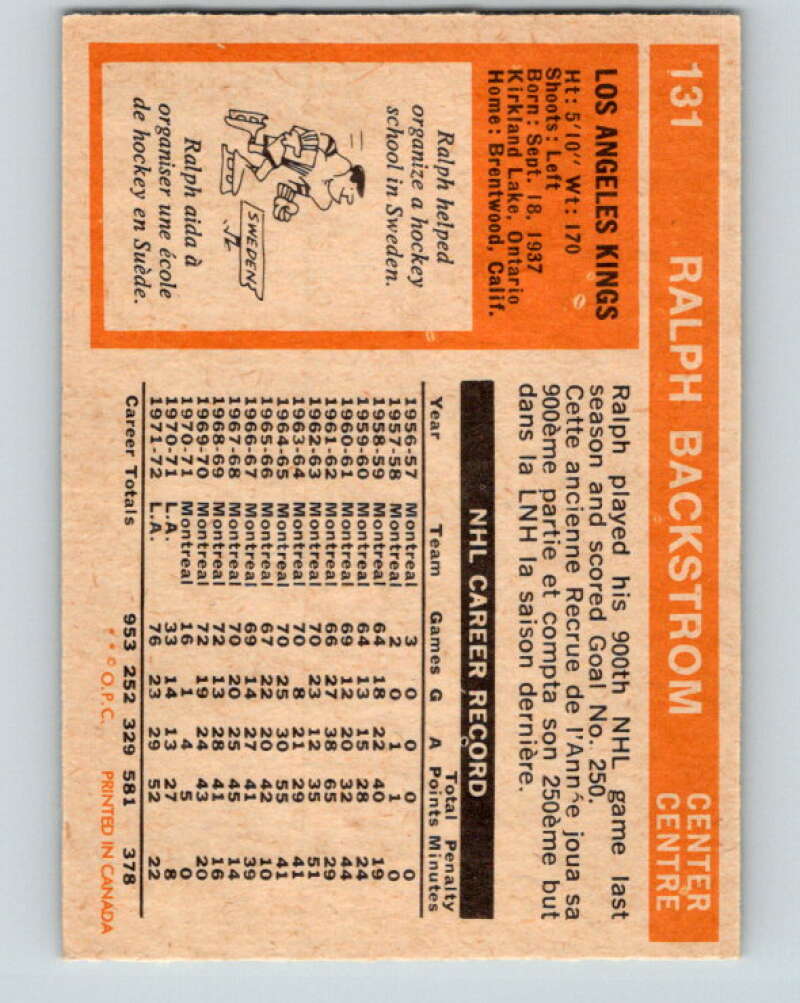 131 RALPH BACKSTROM CENTER
CENTRE
LOS ANGELES KINGS
Ht: 5'10" Wt: 170
Shoots: Left
Born: Sept. 18, 1937
Kirkland Lake, Ontario
Home: Brentwood, Calif.
Ralph helped
organize a hockey
school in Sweden.
SWEDEN
Ralph aida à
organiser une école
de hockey en Suède.
Ralph played his 900th NHL game last
season and scored Goal No. 250.
Cette ancienne Recrue de l'Année joua sa
900ème partie et compta son 250ème but
dans la LNH la saison dernière.
NHL CAREER RECORD
Year Team Games G A Total Points Penalty Minutes
1956-57 Montreal 3 0 0 0 0
1957-58 Montreal 2 0 1 1 0
1958-59 Montreal 64 18 22 40 19
1959-60 Montreal 64 13 15 28 24
1960-61 Montreal 69 12 20 32 44
1961-62 Montreal 66 27 38 65 29
1962-63 Montreal 70 23 12 35 51
1963-64 Montreal 70 8 21 29 41
1964-65 Montreal 70 25 30 55 41
1965-66 Montreal 67 22 20 42 10
1966-67 Montreal 69 14 27 41 39
1967-68 Montreal 70 20 25 45 14
1968-69 Montreal 72 13 28 41 16
1969-70 Montreal 72 19 24 43 20
1970-71 Montreal 16 1 4 5 0
1970-71 L.A. 33 14 13 27 8
1971-72 L.A. 76 23 29 52 22
Career Totals 953 252 329 581 378
* * © O.P.C. PRINTED IN CANADA